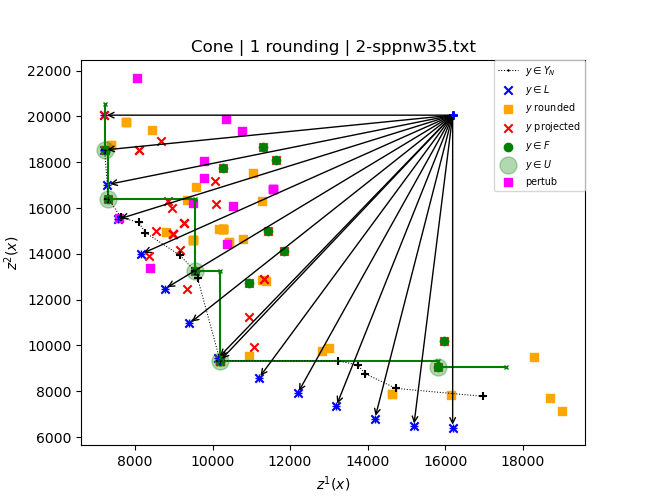 Cone | 1 rounding | 2-sppnw35.txt
22000
20000
18000
16000
14000
12000
10000
8000
6000
z²(x)
8000 10000 12000 14000 16000 18000
z¹(x)
y ∈ Y_N
y ∈ L
y rounded
y projected
y ∈ F
y ∈ U
pertub